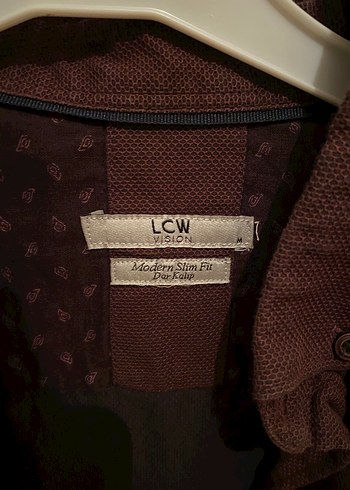 LCW
VISION
M
Modern Slim Fit
Dar Kalıp